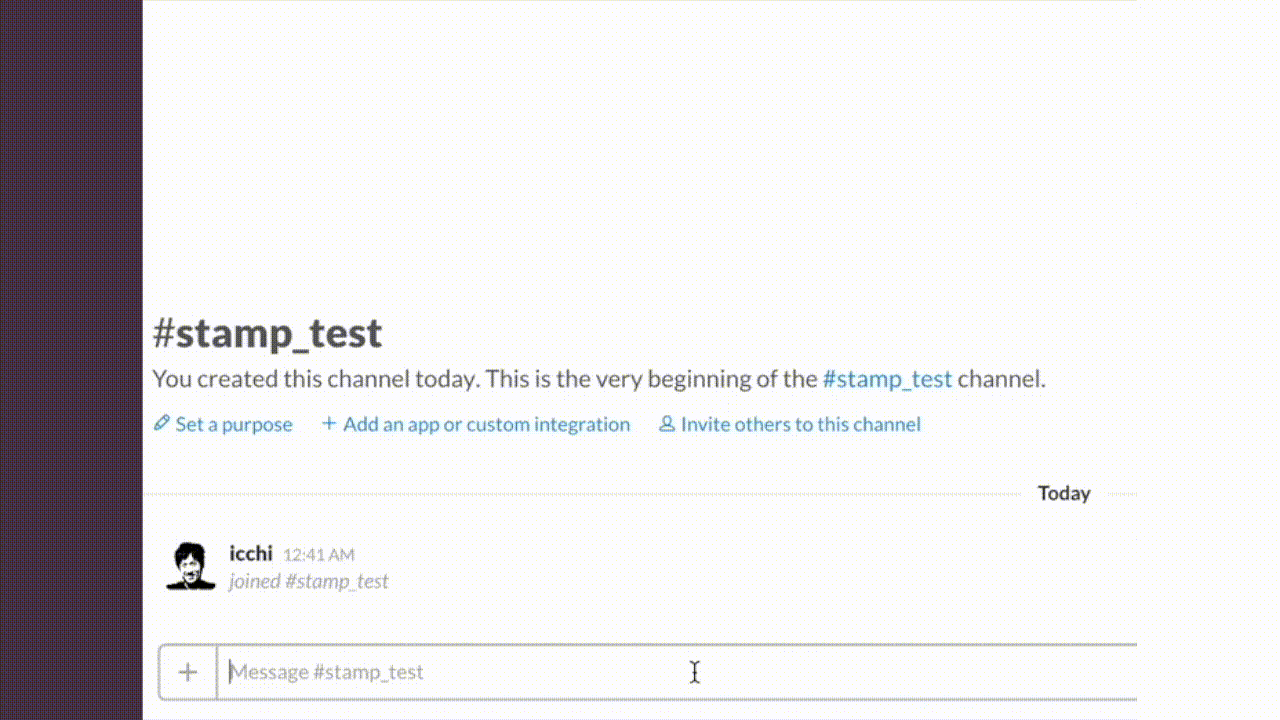 #stamp_test
You created this channel today. This is the very beginning of the #stamp_test channel.
Set a purpose + Add an app or custom integration Invite others to this channel
Today
icchi 12:41 AM
joined #stamp_test
+ Message #stamp_test